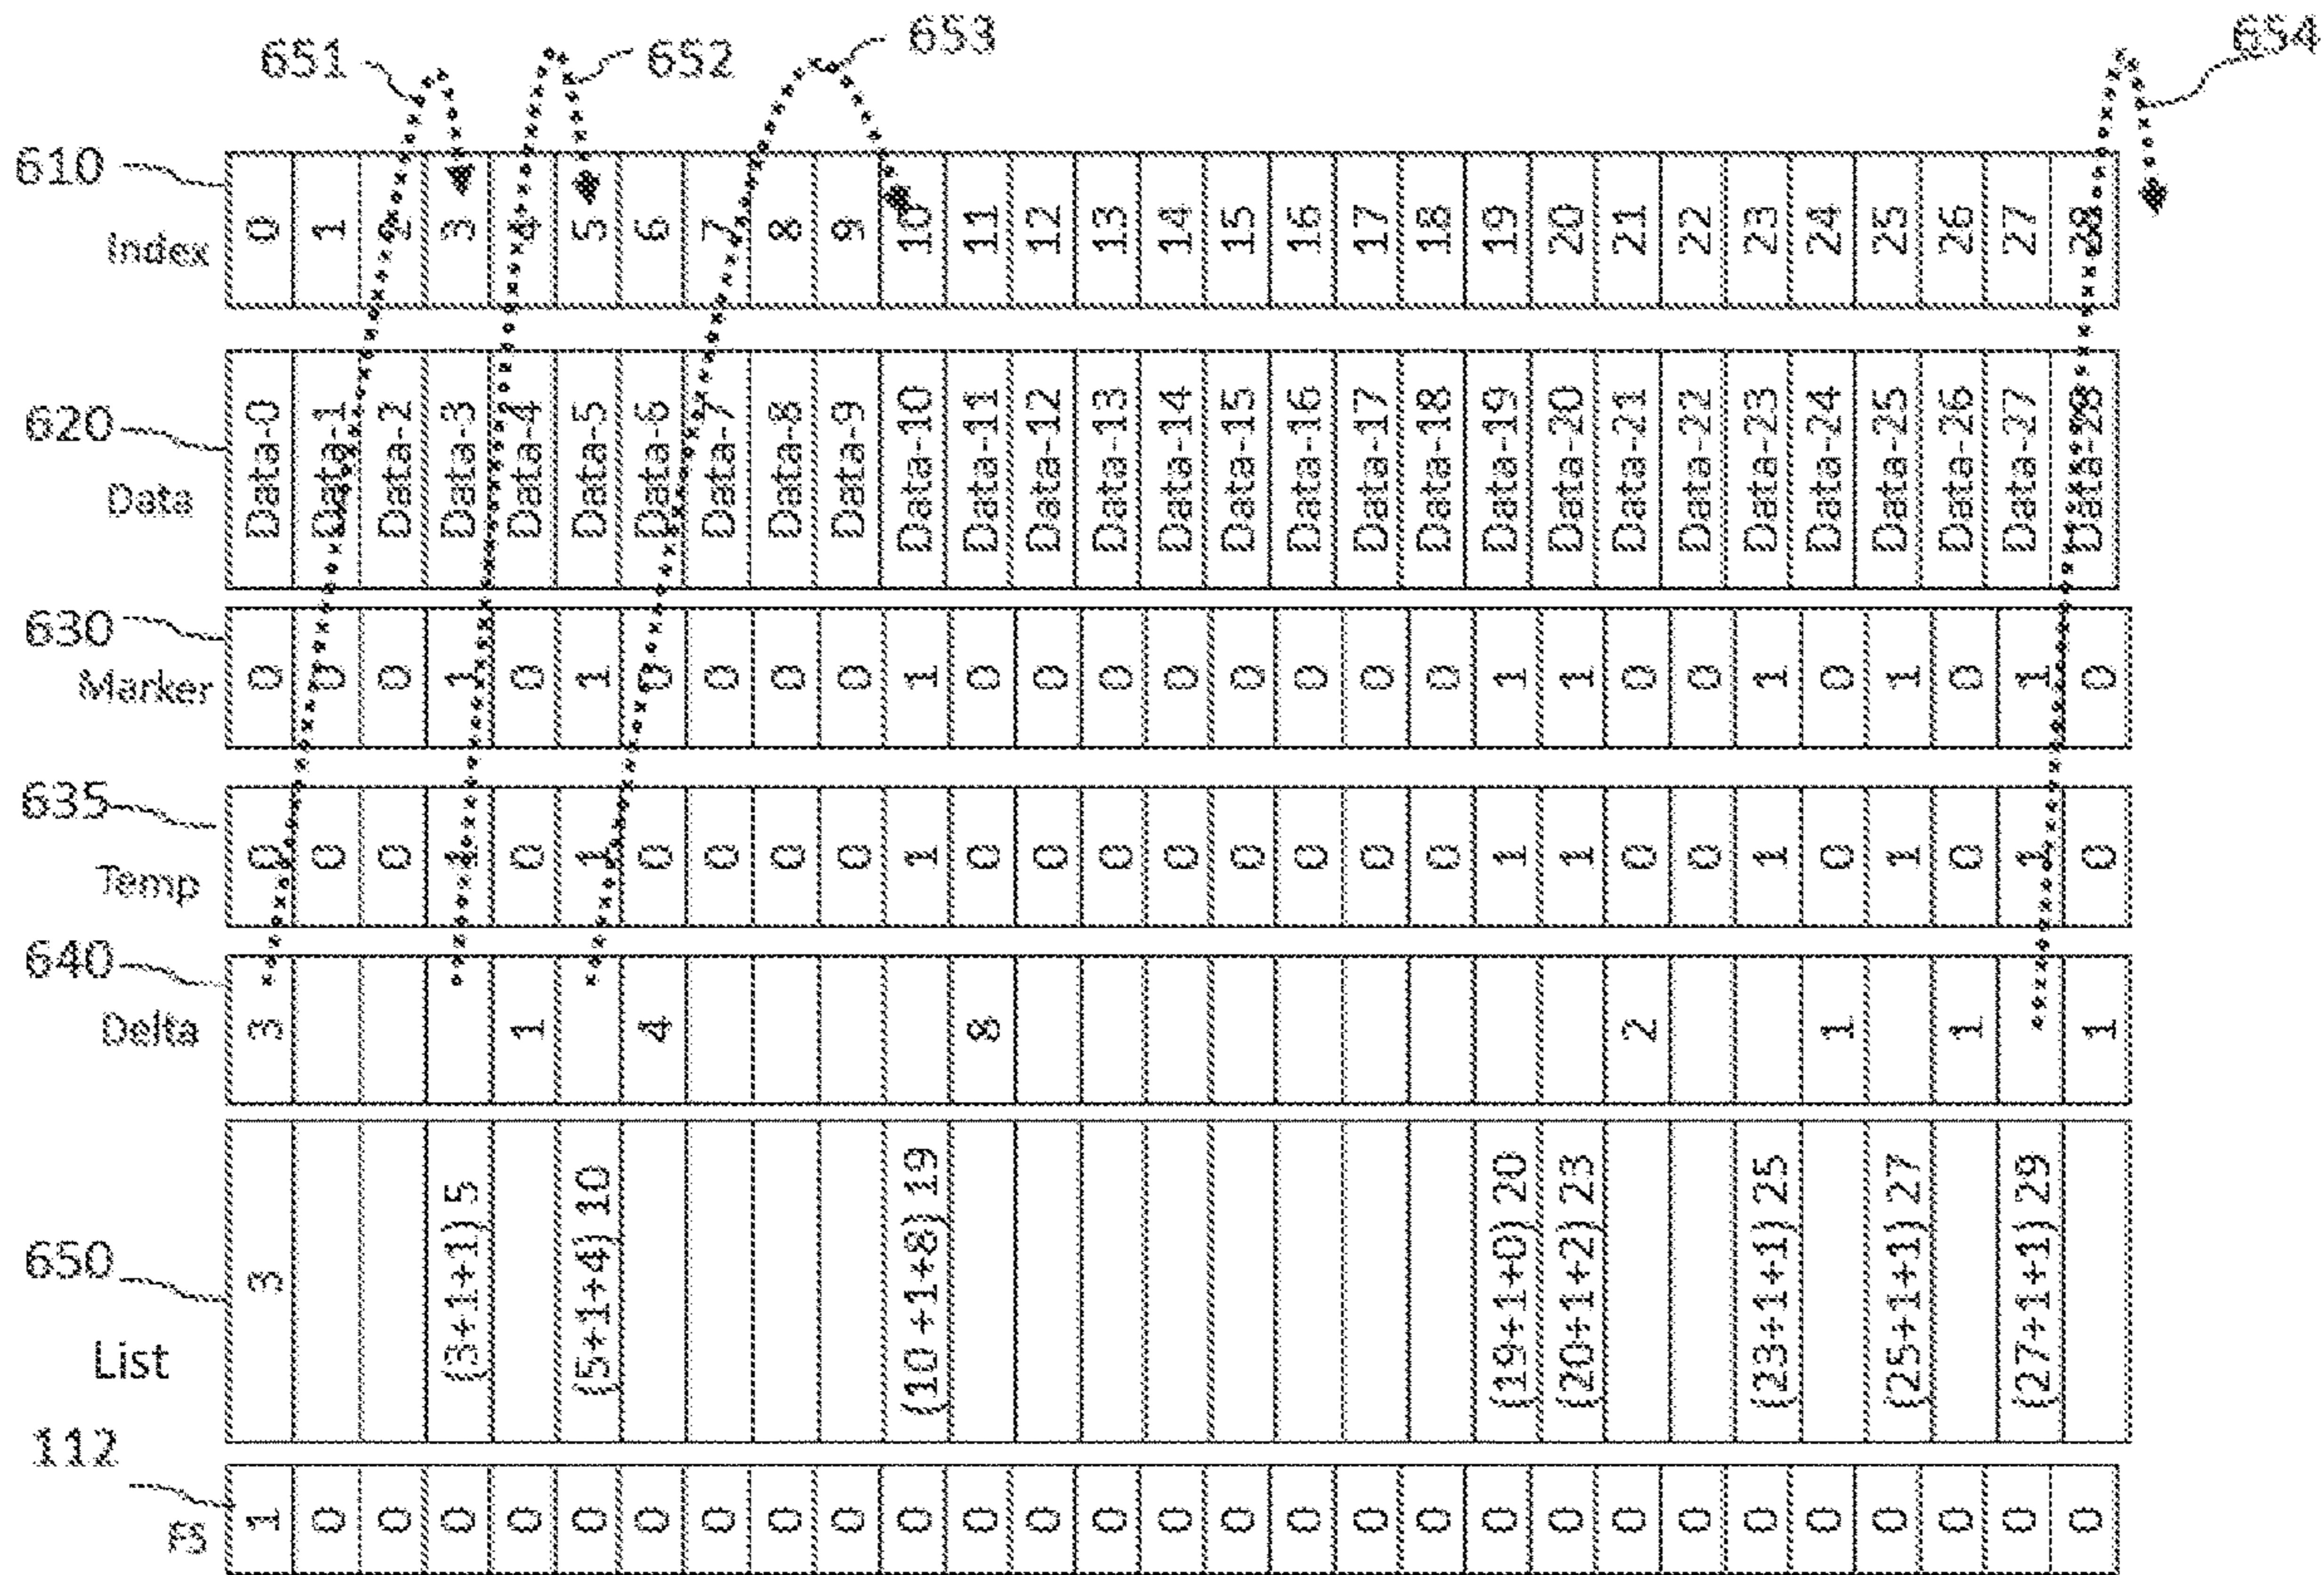 651 652 653 654
610 Index 0 1 2 3 4 5 6 7 8 9 10 11 12 13 14 15 16 17 18 19 20 21 22 23 24 25 26 27 28
620 Data Data-0 Data-1 Data-2 Data-3 Data-4 Data-5 Data-6 Data-7 Data-8 Data-9 Data-10 Data-11 Data-12 Data-13 Data-14 Data-15 Data-16 Data-17 Data-18 Data-19 Data-20 Data-21 Data-22 Data-23 Data-24 Data-25 Data-26 Data-27 Data-28
630 Marker 0 0 0 1 0 1 0 0 0 0 1 0 0 0 0 0 0 0 0 1 1 0 0 1 0 1 0 1 0
635 Temp 0 0 0 1 0 1 0 0 0 0 1 0 0 0 0 0 0 0 0 1 1 0 0 1 0 1 0 1 0
640 Delta 3 1 4 8 2 1 1 1
650 List 3 (3+1+1) 5 (5+1+4) 10 (10 +1+8) 19 (19+1+0) 20 (20+1+2) 23 (23+1+1) 25 (25+1+1) 27 (27+1+1) 29
112 B 1 0 0 0 0 0 0 0 0 0 0 0 0 0 0 0 0 0 0 0 0 0 0 0 0 0 0 0 0